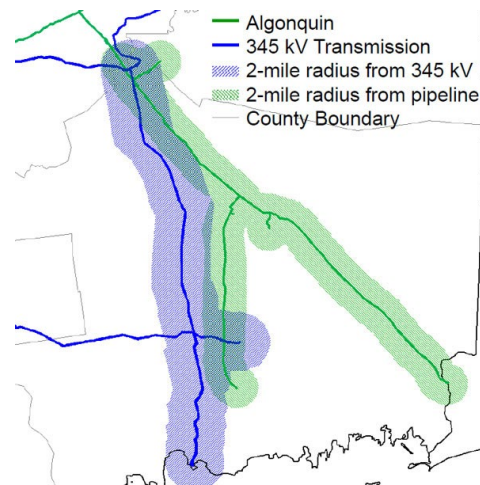 Algonquin
345 kV Transmission
2-mile radius from 345 kV
2-mile radius from pipeline
County Boundary